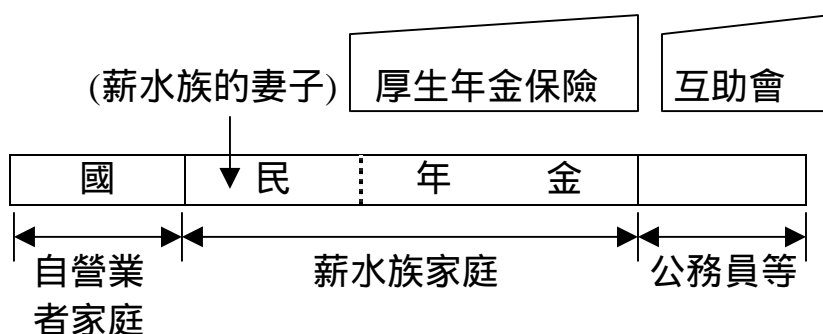 (薪水族的妻子) 厚生年金保險 互助會
國 民 年 金
自營業 薪水族家庭 公務員等
者家庭